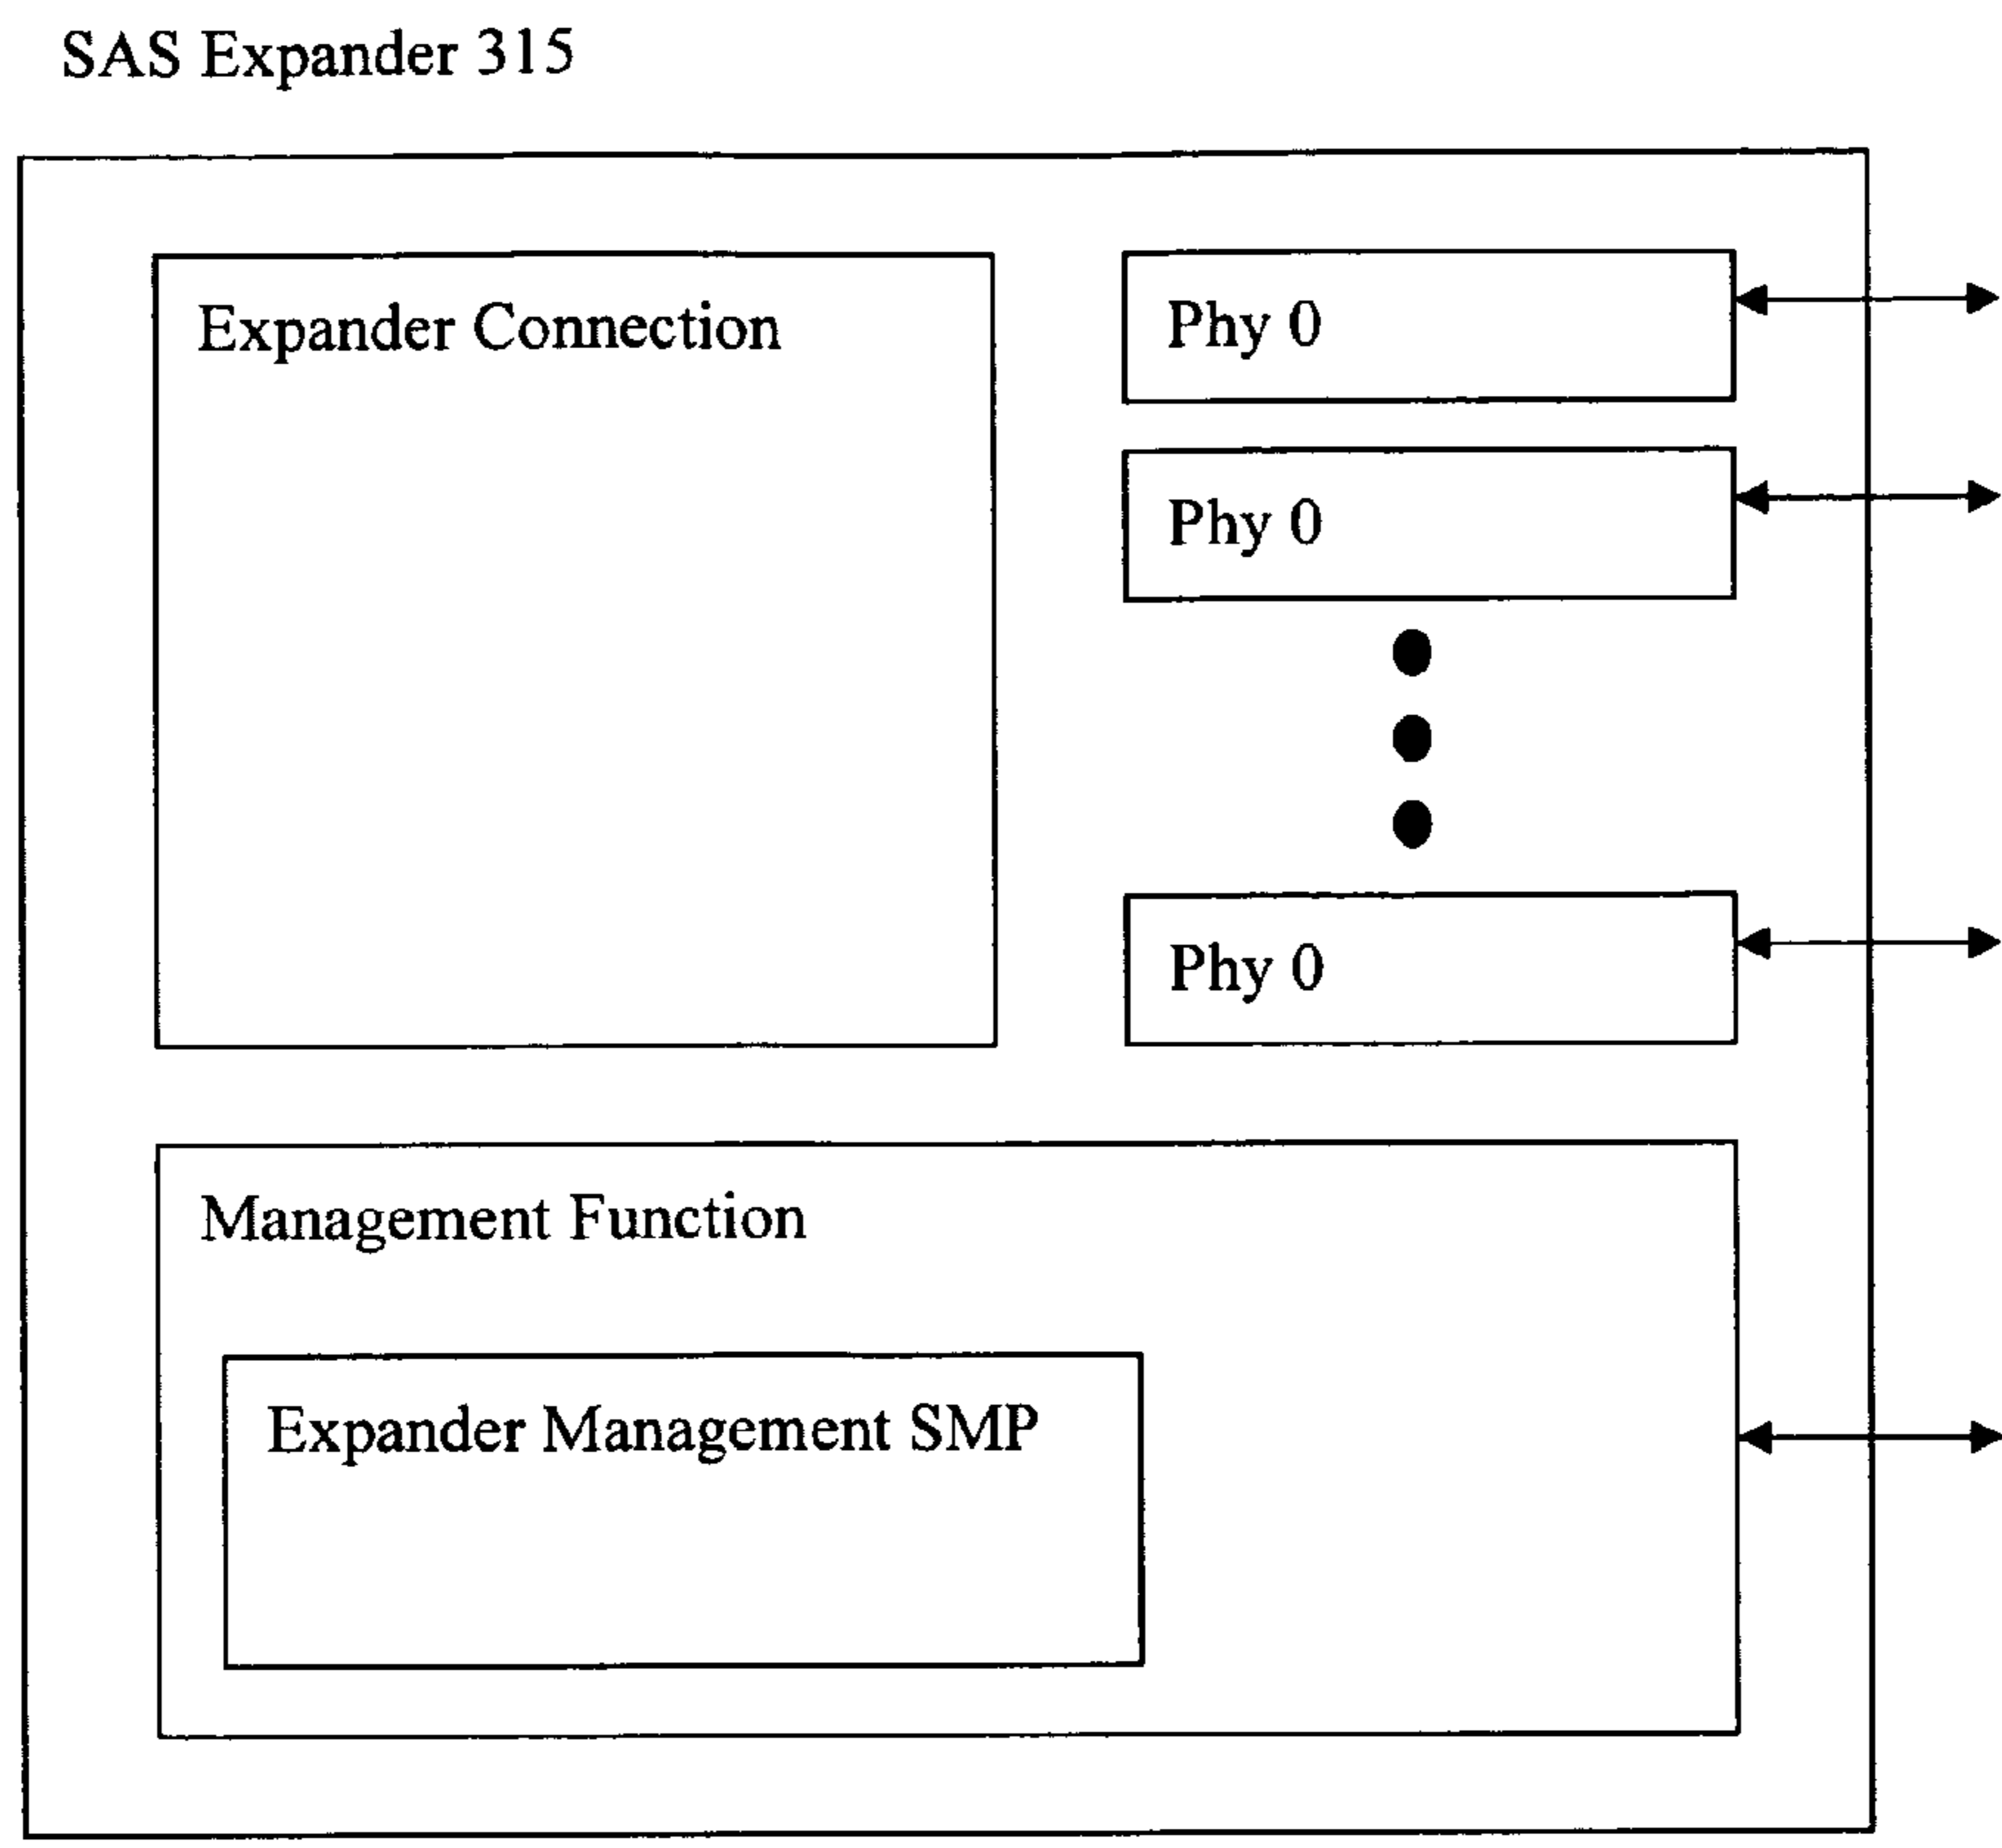 SAS Expander 315
Expander Connection
Phy 0
Phy 0
Phy 0
Management Function
Expander Management SMP